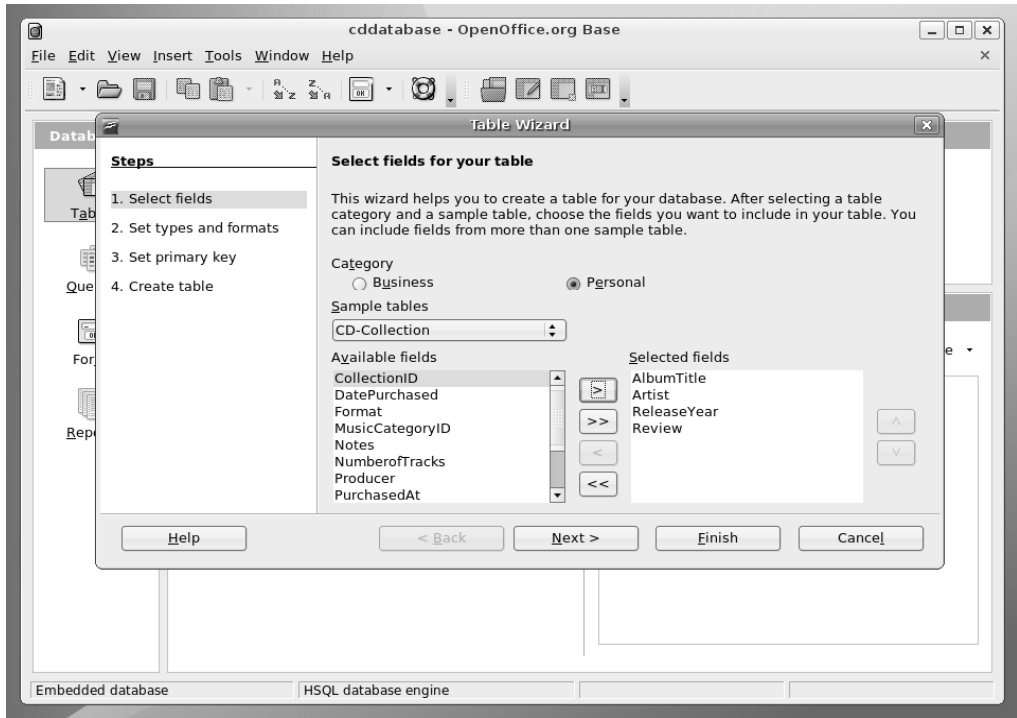 cddatabase - OpenOffice.org Base
File Edit View Insert Tools Window Help
Table Wizard
Steps
1. Select fields
2. Set types and formats
3. Set primary key
4. Create table
Select fields for your table
This wizard helps you to create a table for your database. After selecting a table
category and a sample table, choose the fields you want to include in your table. You
can include fields from more than one sample table.
Category
Business
Personal
Sample tables
CD-Collection
Available fields
CollectionID
DatePurchased
Format
MusicCategoryID
Notes
NumberofTracks
Producer
PurchasedAt
>
>>
<
<<
Selected fields
AlbumTitle
Artist
ReleaseYear
Review
Help
< Back
Next >
Finish
Cancel
Datab
Tab
Que
For
Rep
e
Embedded database
HSQL database engine